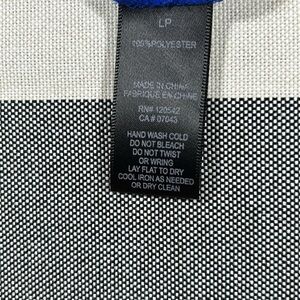 LP
100% POLYESTER
MADE IN CHINA
FABRIQUÉ EN CHINE
RN# 120542
CA# 07043
HAND WASH COLD
DO NOT BLEACH
DO NOT TWIST
OR WRING
LAY FLAT TO DRY
COOL IRON AS NEEDED
OR DRY CLEAN